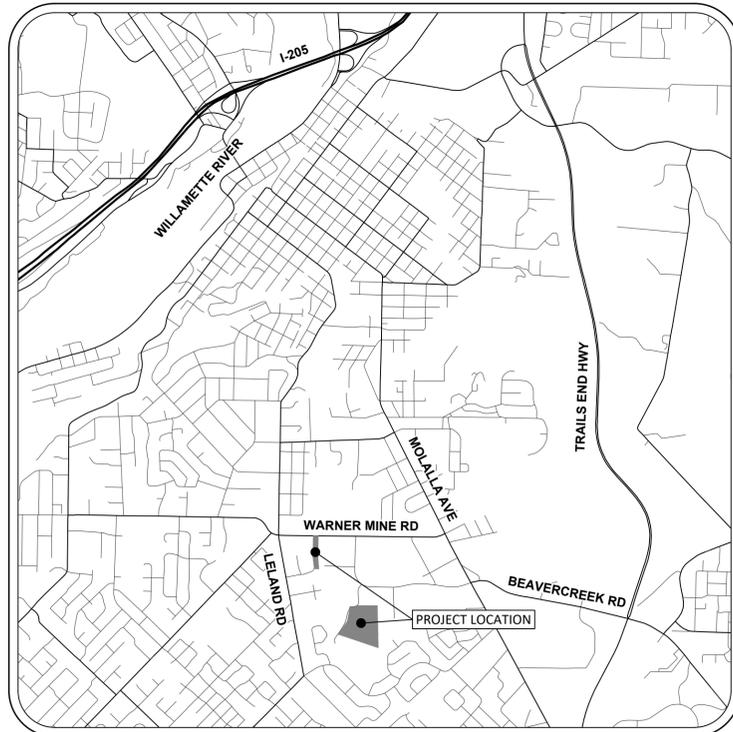 I-205
WILLAMETTE RIVER
TRAILS END HWY
MOLALLA AVE
WARNER MINE RD
LELAND RD
BEAVERCREEK RD
PROJECT LOCATION